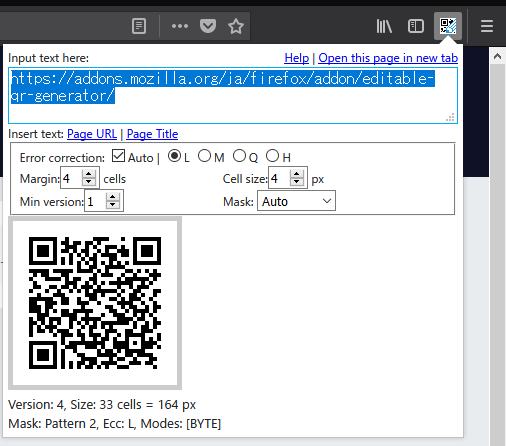 Input text here: Help | Open this page in new tab
https://addons.mozilla.org/ja/firefox/addon/editable-
qr-generator/
Insert text: Page URL | Page Title
Error correction: Auto | L M Q H
Margin: 4 cells Cell size: 4 px
Min version: 1 Mask: Auto
Version: 4, Size: 33 cells = 164 px
Mask: Pattern 2, Ecc: L, Modes: [BYTE]